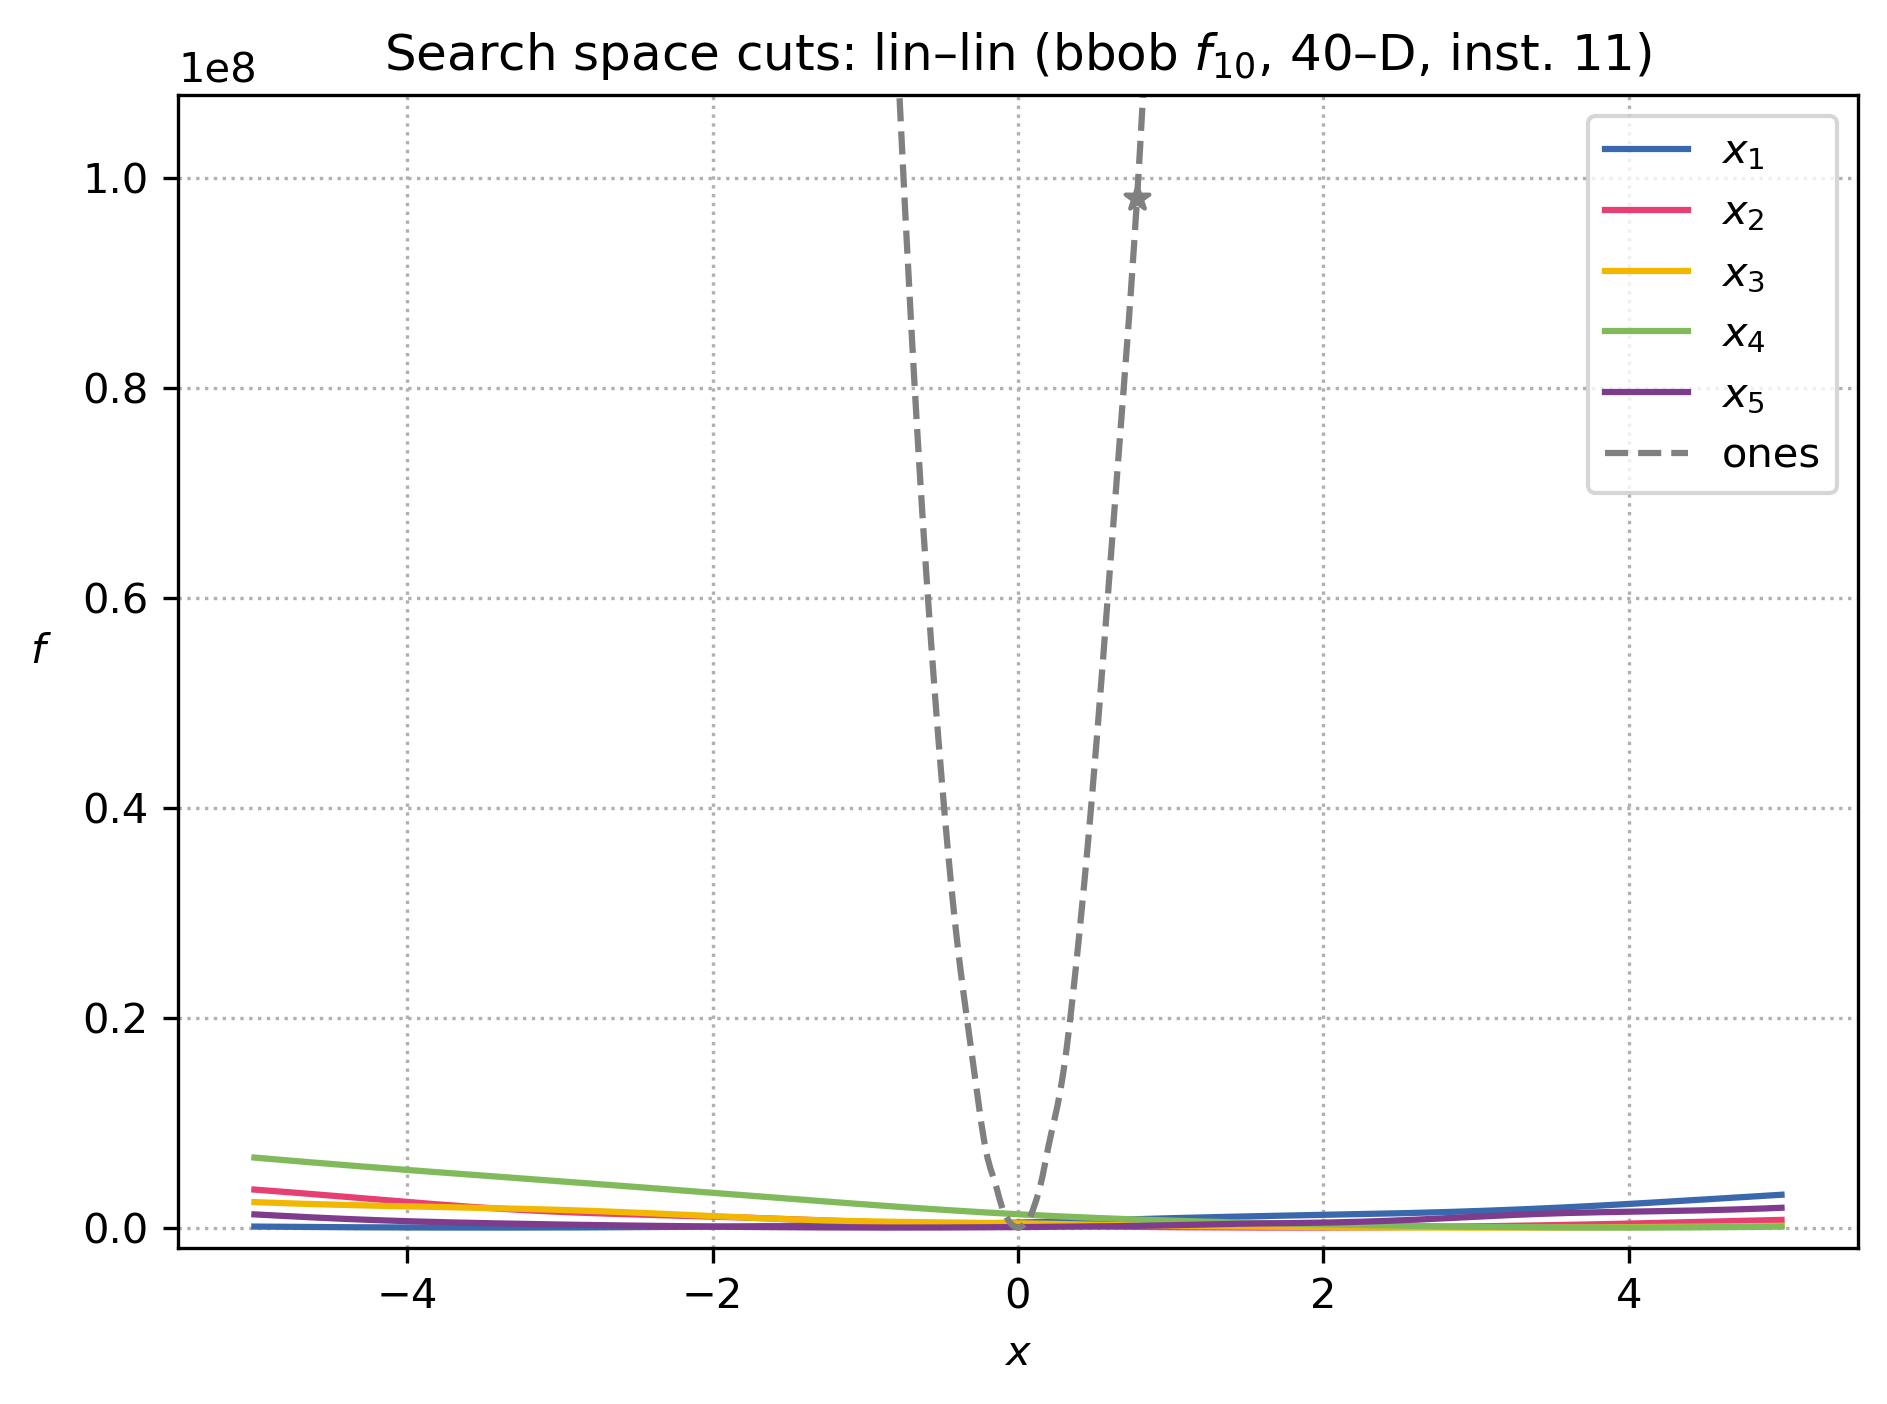 Search space cuts: lin–lin (bbob f10, 40–D, inst. 11)
1e8
1.0
0.8
0.6
0.4
0.2
0.0
f
−4
−2
0
2
4
x
x1
x2
x3
x4
x5
ones